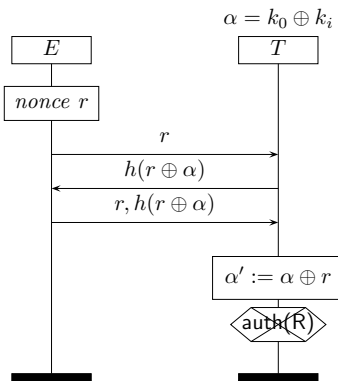 α = k₀ ⊕ kᵢ
E
T
nonce r
r
h(r ⊕ α)
r, h(r ⊕ α)
α′ := α ⊕ r
auth(R)